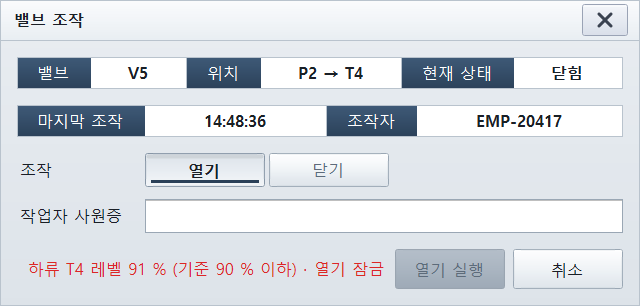 밸브 조작
밸브 V5 위치 P2 → T4 현재 상태 닫힘
마지막 조작 14:48:36 조작자 EMP-20417
조작 열기 닫기
작업자 사원증
하류 T4 레벨 91 % (기준 90 % 이하) · 열기 잠금 열기 실행 취소